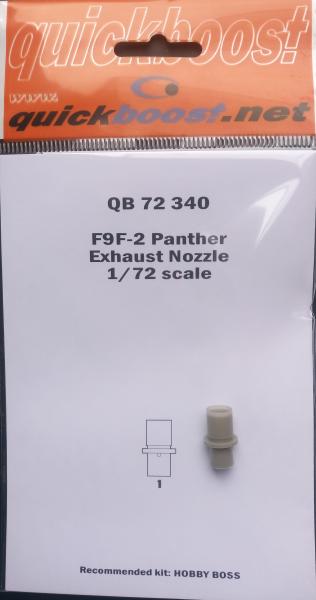 quickboost
www.
quickboost.net
QB 72 340
F9F-2 Panther
Exhaust Nozzle
1/72 scale
1
Recommended kit: HOBBY BOSS